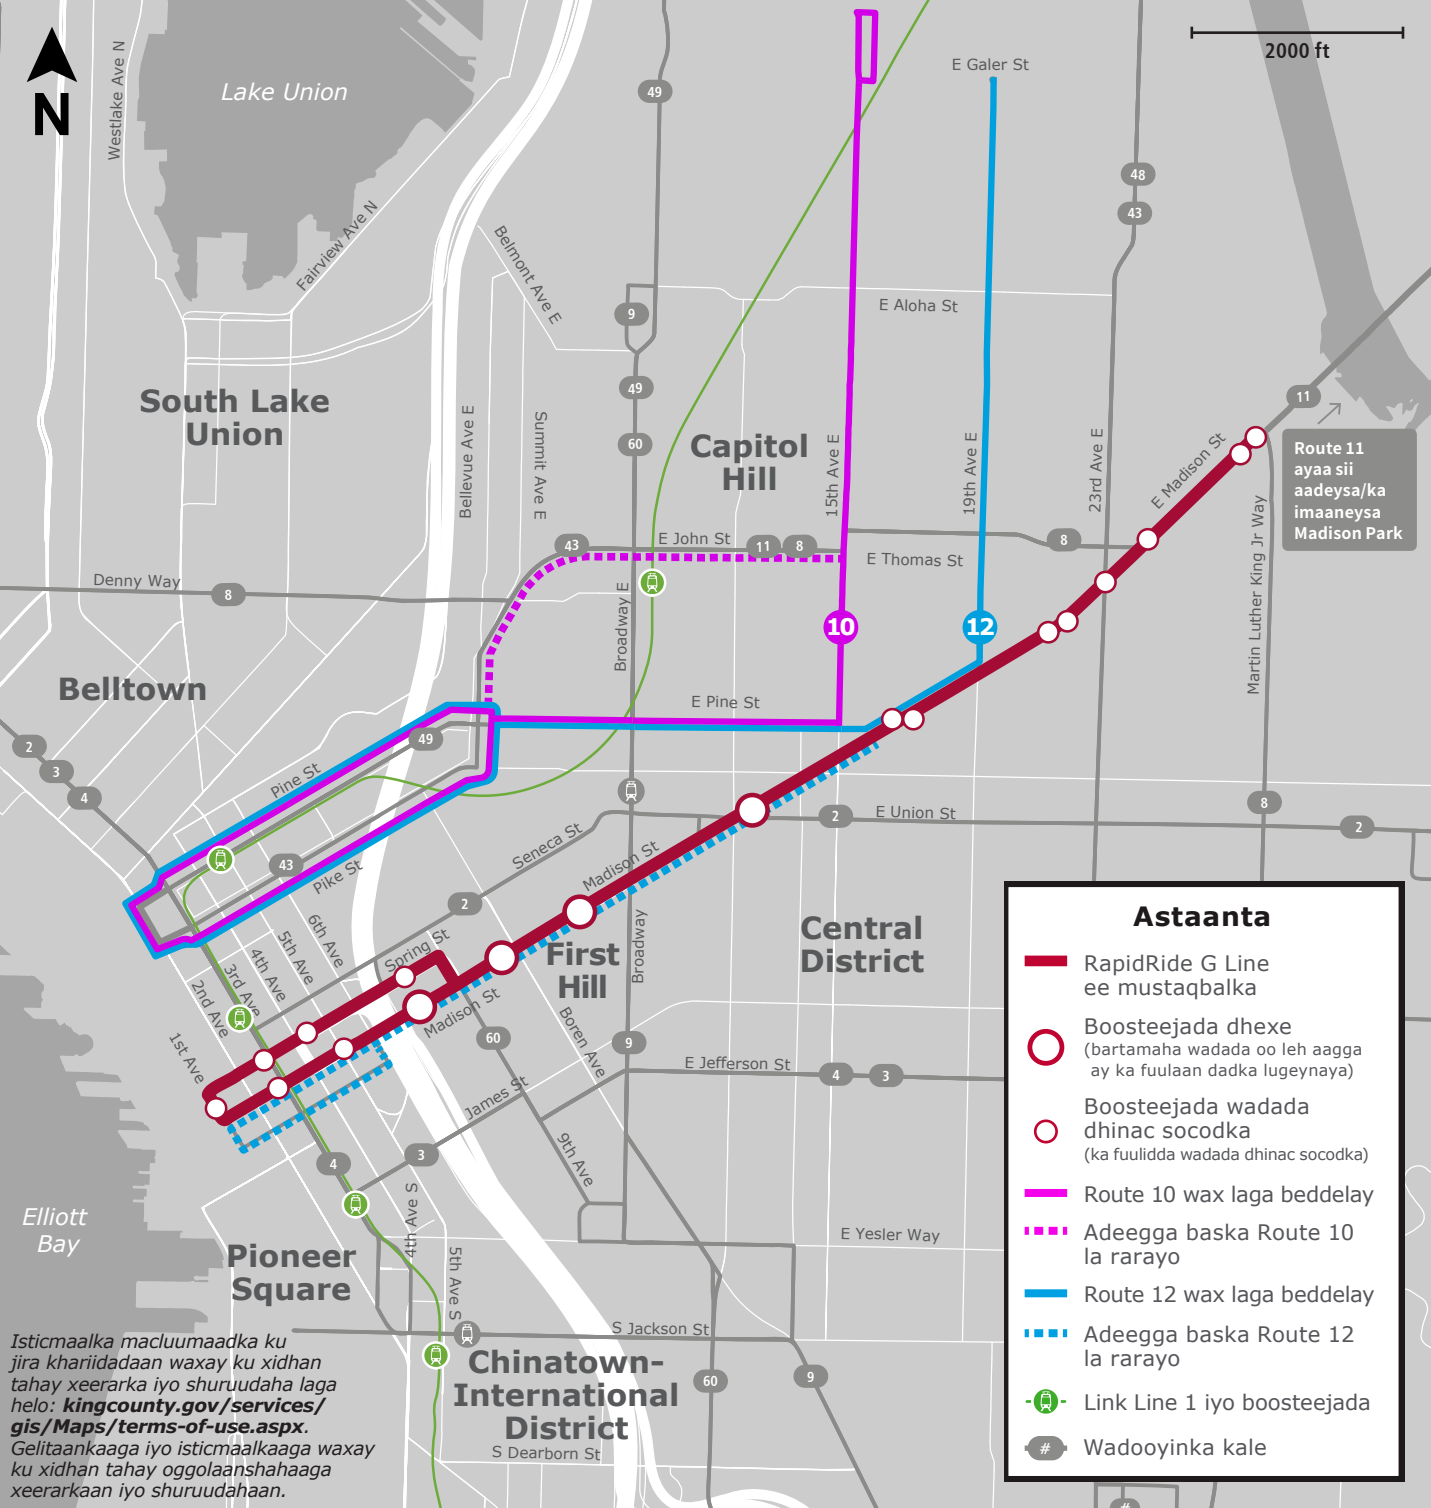 N
Lake Union
Westlake Ave N
Fairview Ave N
Belmont Ave E
49
E Galer St
2000 ft
48
43
9
E Aloha St
South Lake
Union
49
60
Bellevue Ave E
Summit Ave E
Capitol
Hill
15th Ave E
19th Ave E
23rd Ave E
E Madison St
11
Route 11
ayaa sii
aadeysa/ka
imaaneysa
Madison Park
Martin Luther King Jr Way
43
E John St
11
8
E Thomas St
8
Denny Way
8
Broadway E
10
12
Belltown
E Pine St
2
3
4
49
Pine St
43
Pike St
Seneca St
2
Madison St
2
E Union St
8
2
6th Ave
5th Ave
4th Ave
3rd Ave
2nd Ave
1st Ave
Spring St
Madison St
First
Hill
Broadway
Central
District
60
Boren Ave
9
E Jefferson St
4
3
James St
3
4
9th Ave
4th Ave S
5th Ave S
E Yesler Way
Elliott
Bay
Pioneer
Square
S Jackson St
60
9
Chinatown-
International
District
S Dearborn St
Isticmaalka macluumaadka ku
jira khariidadaan waxay ku xidhan
tahay xeerarka iyo shuruudaha laga
helo: kingcounty.gov/services/
gis/Maps/terms-of-use.aspx.
Gelitaankaaga iyo isticmaalkaaga waxay
ku xidhan tahay oggolaanshahaaga
xeerarkaan iyo shuruudahaan.
Astaanta
RapidRide G Line
ee mustaqbalka
Boosteejada dhexe
(bartamaha wadada oo leh aagga
ay ka fuulaan dadka lugeynaya)
Boosteejada wadada
dhinac socodka
(ka fuulidda wadada dhinac socodka)
Route 10 wax laga beddelay
Adeegga baska Route 10
la rarayo
Route 12 wax laga beddelay
Adeegga baska Route 12
la rarayo
Link Line 1 iyo boosteejada
# Wadooyinka kale
#